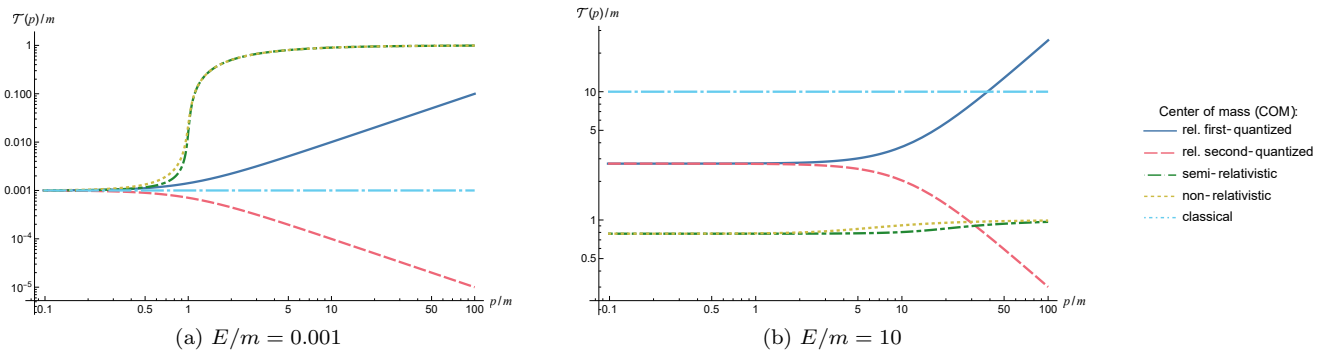 𝒯(p)/m
1
0.100
0.010
0.001
10⁻⁴
10⁻⁵
0.1 0.5 1 5 10 50 100
p/m
(a) E/m = 0.001
𝒯(p)/m
10
5
1
0.5
0.1 0.5 1 5 10 50 100
p/m
(b) E/m = 10
Center of mass (COM):
rel. first-quantized
rel. second-quantized
semi-relativistic
non-relativistic
classical